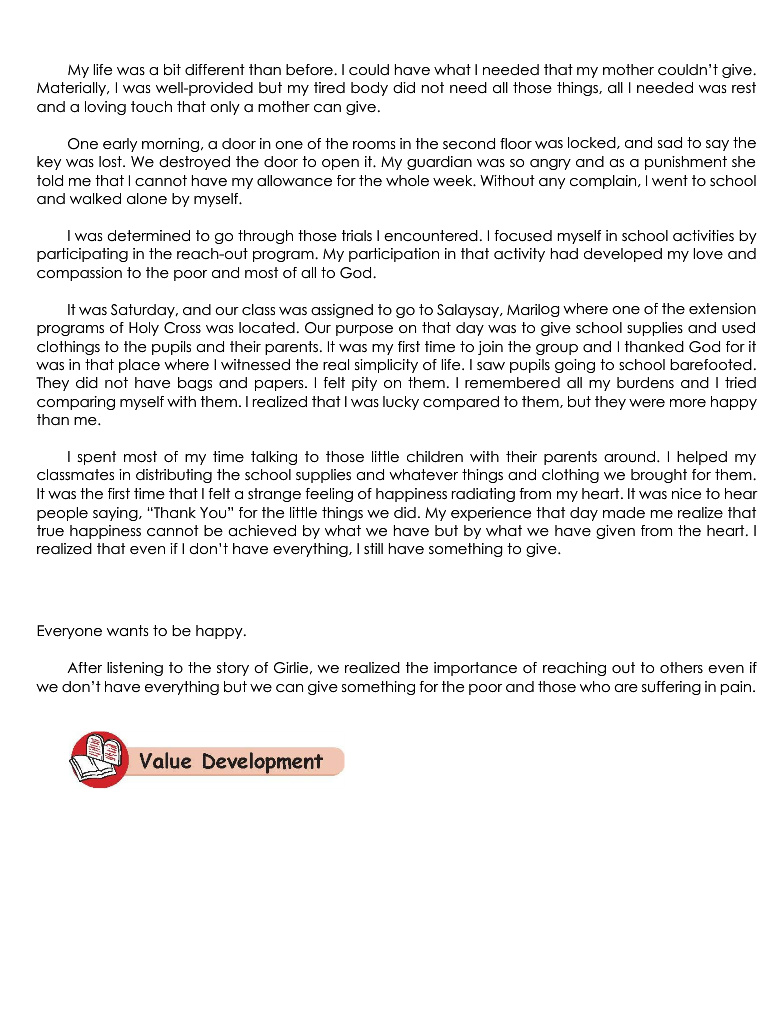 My life was a bit different than before. I could have what I needed that my mother couldn't give.
Materially, I was well-provided but my tired body did not need all those things, all I needed was rest
and a loving touch that only a mother can give.
One early morning, a door in one of the rooms in the second floor was locked, and sad to say the
key was lost. We destroyed the door to open it. My guardian was so angry and as a punishment she
told me that I cannot have my allowance for the whole week. Without any complain, I went to school
and walked alone by myself.
I was determined to go through those trials I encountered. I focused myself in school activities by
participating in the reach-out program. My participation in that activity had developed my love and
compassion to the poor and most of all to God.
It was Saturday, and our class was assigned to go to Salaysay, Marilog where one of the extension
programs of Holy Cross was located. Our purpose on that day was to give school supplies and used
clothings to the pupils and their parents. It was my first time to join the group and I thanked God for it
was in that place where I witnessed the real simplicity of life. I saw pupils going to school barefooted.
They did not have bags and papers. I felt pity on them. I remembered all my burdens and I tried
comparing myself with them. I realized that I was lucky compared to them, but they were more happy
than me.
I spent most of my time talking to those little children with their parents around. I helped my
classmates in distributing the school supplies and whatever things and clothing we brought for them.
It was the first time that I felt a strange feeling of happiness radiating from my heart. It was nice to hear
people saying, “Thank You” for the little things we did. My experience that day made me realize that
true happiness cannot be achieved by what we have but by what we have given from the heart. I
realized that even if I don't have everything, I still have something to give.
Everyone wants to be happy.
After listening to the story of Girlie, we realized the importance of reaching out to others even if
we don't have everything but we can give something for the poor and those who are suffering in pain.
Value Development